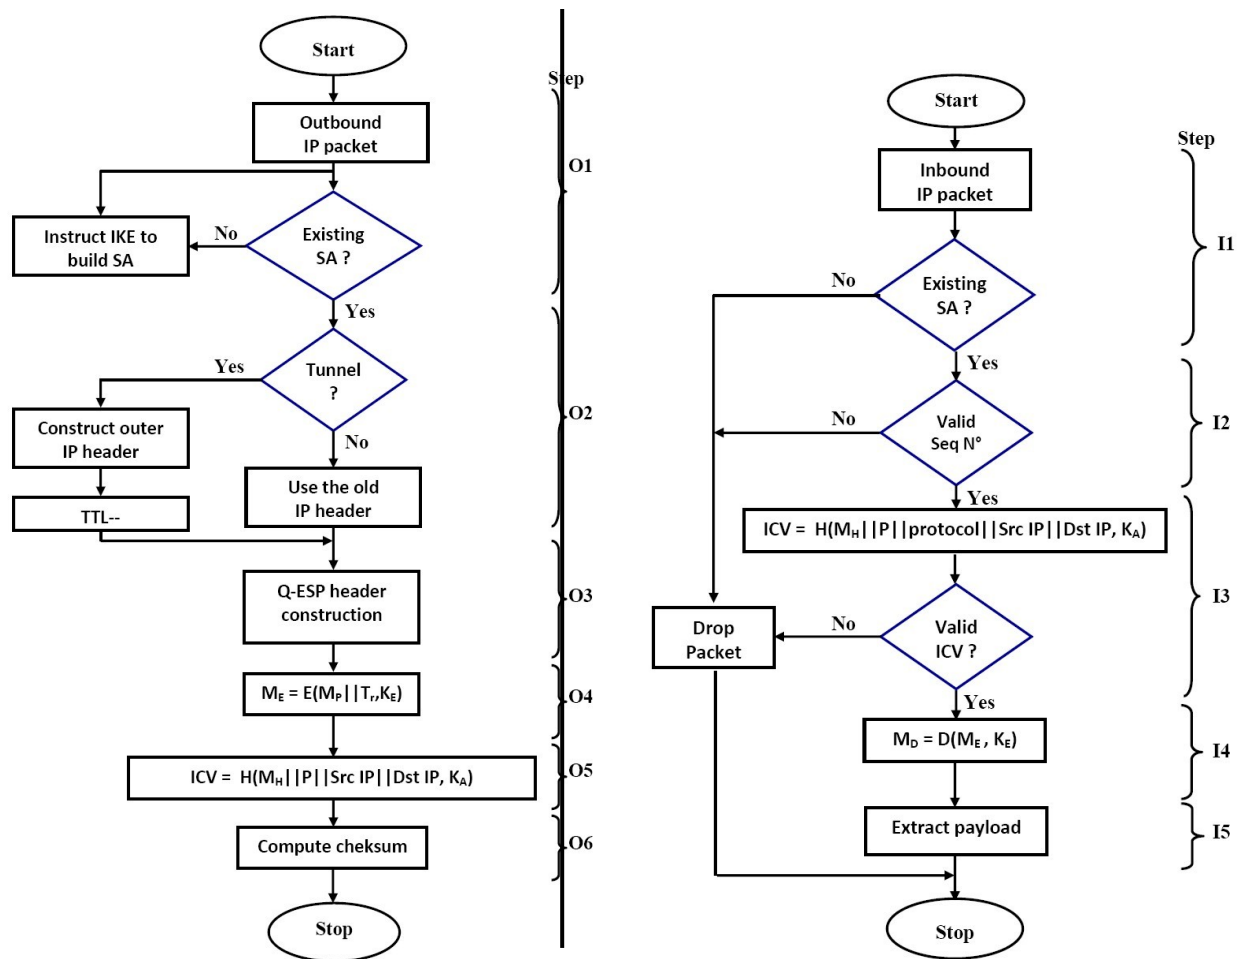 Start
Step
Outbound
IP packet
O1
Instruct IKE to
build SA
No
Existing
SA ?
Yes
Yes
Tunnel
?
O2
Construct outer
IP header
No
TTL--
Use the old
IP header
Q-ESP header
construction
O3
M_E = E(M_P||T_r,K_E)
O4
ICV = H(M_H||P||Src IP||Dst IP, K_A)
O5
Compute cheksum
O6
Stop
Start
Step
Inbound
IP packet
I1
No
Existing
SA ?
Yes
No
Valid
Seq N°
I2
Yes
ICV = H(M_H||P||protocol||Src IP||Dst IP, K_A)
I3
Drop
Packet
No
Valid
ICV ?
Yes
M_D = D(M_E , K_E)
I4
Extract payload
I5
Stop